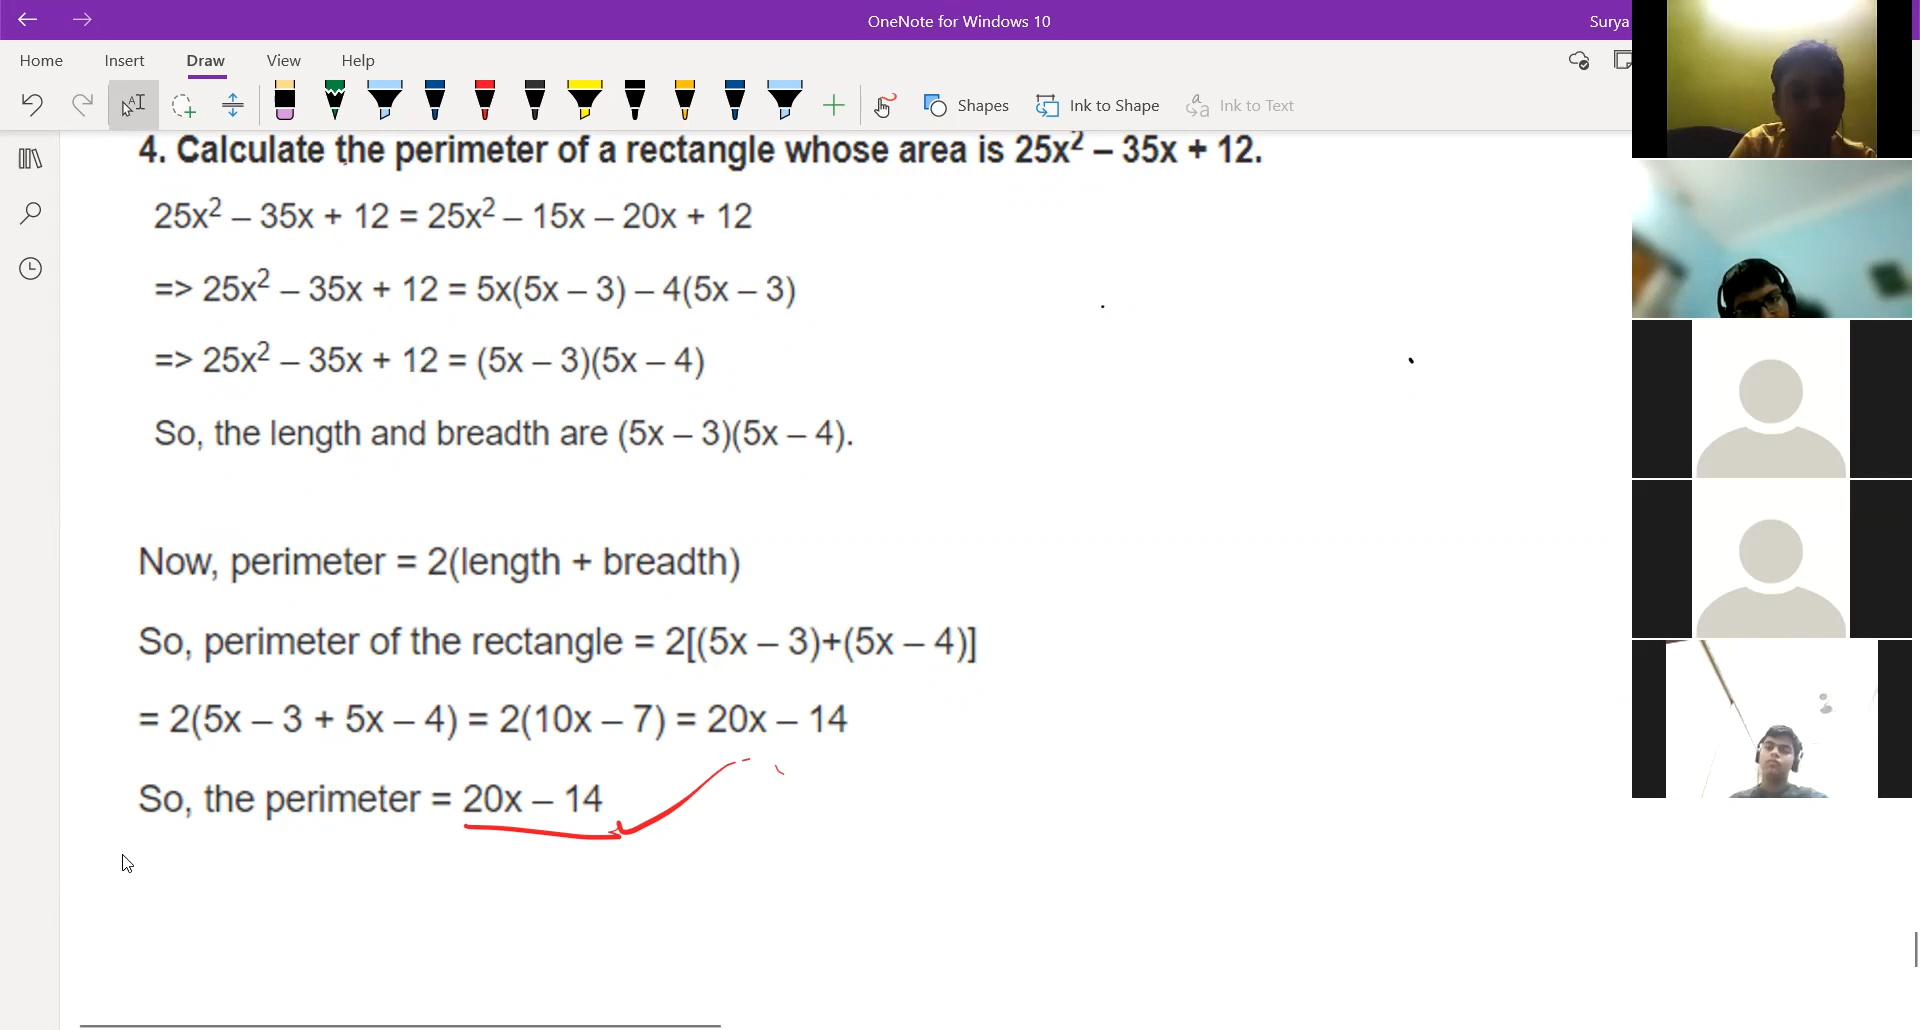 OneNote for Windows 10
Surya
Home Insert Draw View Help
Shapes Ink to Shape Ink to Text
4. Calculate the perimeter of a rectangle whose area is 25x² – 35x + 12.
25x² – 35x + 12 = 25x² – 15x – 20x + 12
=> 25x² – 35x + 12 = 5x(5x – 3) – 4(5x – 3)
=> 25x² – 35x + 12 = (5x – 3)(5x – 4)
So, the length and breadth are (5x – 3)(5x – 4).
Now, perimeter = 2(length + breadth)
So, perimeter of the rectangle = 2[(5x – 3)+(5x – 4)]
= 2(5x – 3 + 5x – 4) = 2(10x – 7) = 20x – 14
So, the perimeter = 20x – 14